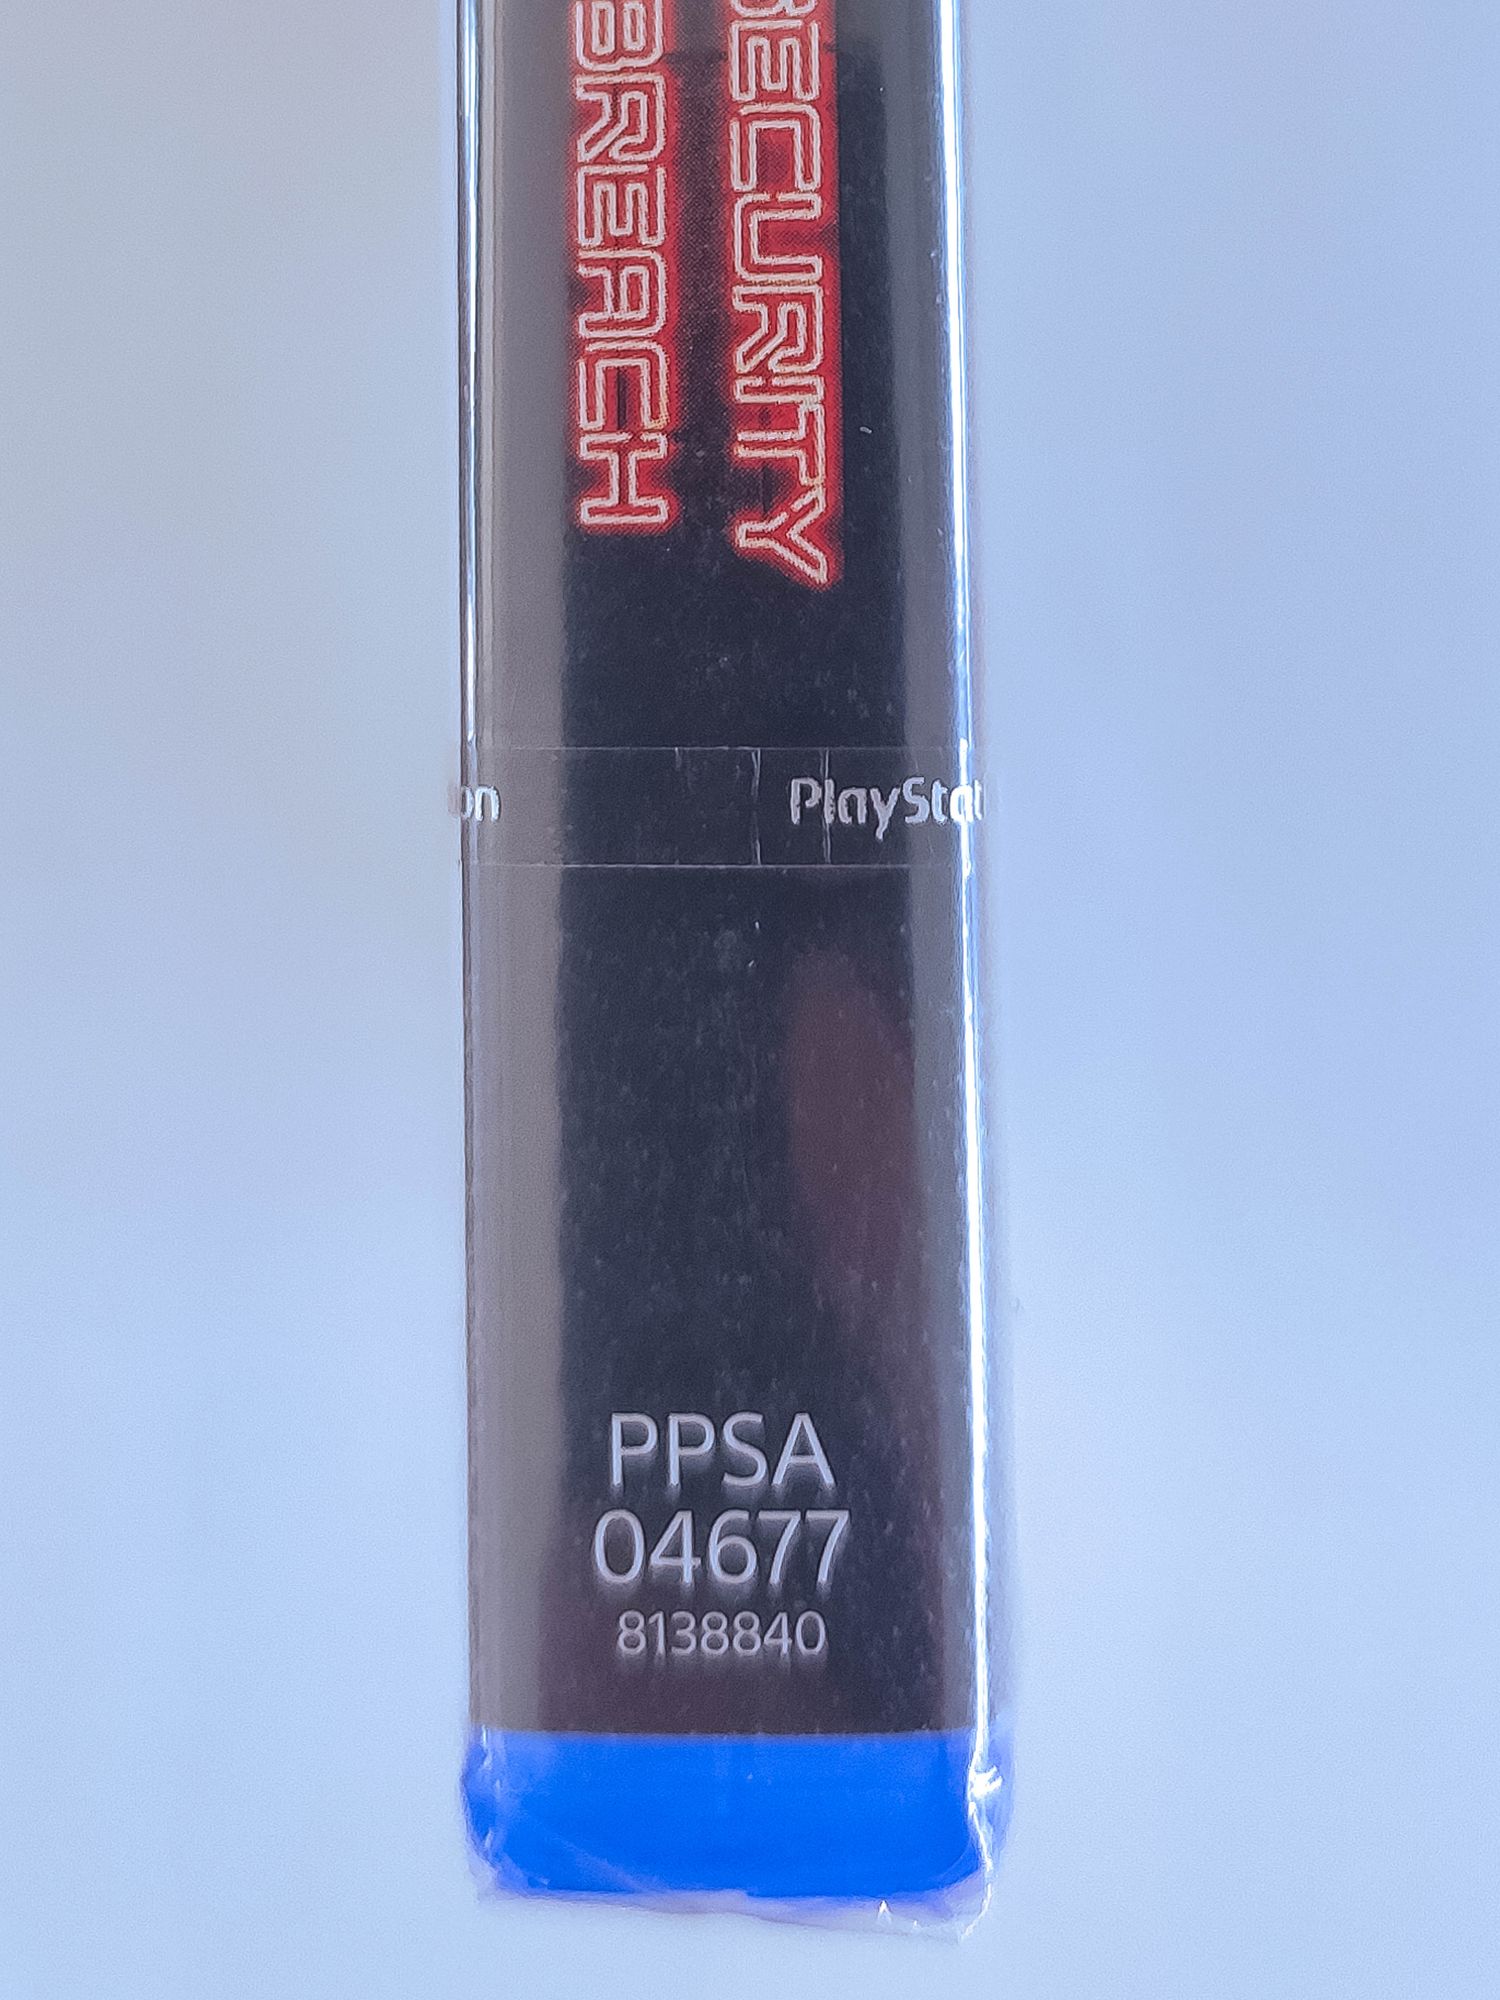 SECURITY
BREACH
on PlayStat
PPSA
04677
8138840